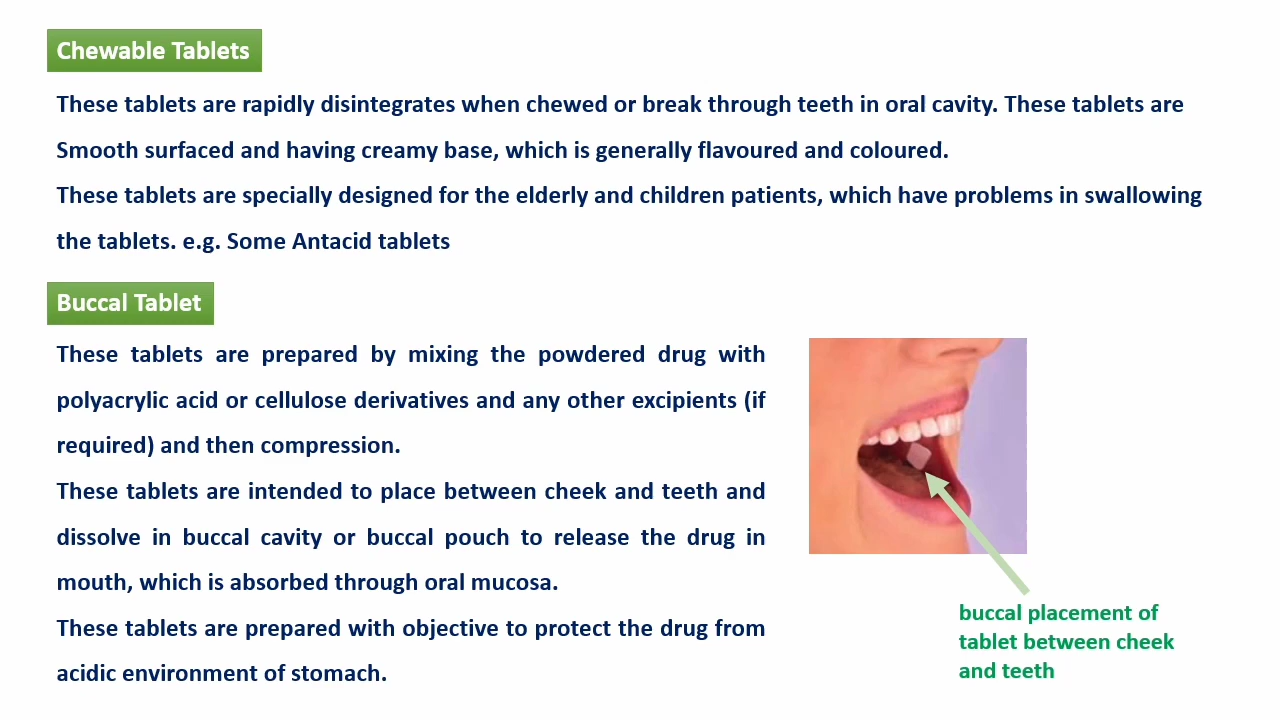 Chewable Tablets
These tablets are rapidly disintegrates when chewed or break through teeth in oral cavity. These tablets are
Smooth surfaced and having creamy base, which is generally flavoured and coloured.
These tablets are specially designed for the elderly and children patients, which have problems in swallowing
the tablets. e.g. Some Antacid tablets
Buccal Tablet
These tablets are prepared by mixing the powdered drug with
polyacrylic acid or cellulose derivatives and any other excipients (if
required) and then compression.
These tablets are intended to place between cheek and teeth and
dissolve in buccal cavity or buccal pouch to release the drug in
mouth, which is absorbed through oral mucosa.
These tablets are prepared with objective to protect the drug from
acidic environment of stomach.
buccal placement of
tablet between cheek
and teeth